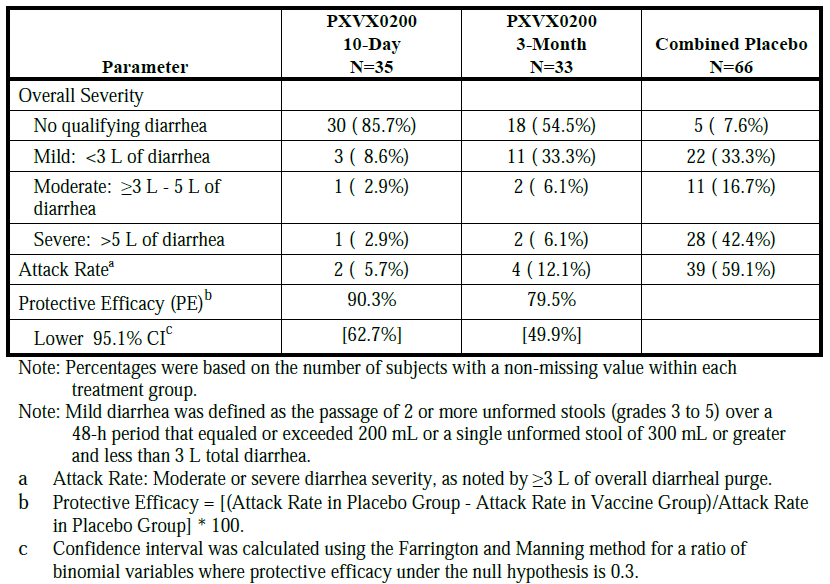 Parameter PXVX0200 10-Day N=35 PXVX0200 3-Month N=33 Combined Placebo N=66
Overall Severity
No qualifying diarrhea 30 ( 85.7%) 18 ( 54.5%) 5 ( 7.6%)
Mild: <3 L of diarrhea 3 ( 8.6%) 11 ( 33.3%) 22 ( 33.3%)
Moderate: ≥3 L - 5 L of diarrhea 1 ( 2.9%) 2 ( 6.1%) 11 ( 16.7%)
Severe: >5 L of diarrhea 1 ( 2.9%) 2 ( 6.1%) 28 ( 42.4%)
Attack Rateᵃ 2 ( 5.7%) 4 ( 12.1%) 39 ( 59.1%)
Protective Efficacy (PE)ᵇ 90.3% 79.5%
Lower 95.1% CIᶜ [62.7%] [49.9%]
Note: Percentages were based on the number of subjects with a non-missing value within each
treatment group.
Note: Mild diarrhea was defined as the passage of 2 or more unformed stools (grades 3 to 5) over a
48-h period that equaled or exceeded 200 mL or a single unformed stool of 300 mL or greater
and less than 3 L total diarrhea.
a Attack Rate: Moderate or severe diarrhea severity, as noted by ≥3 L of overall diarrheal purge.
b Protective Efficacy = [(Attack Rate in Placebo Group - Attack Rate in Vaccine Group)/Attack Rate
in Placebo Group] * 100.
c Confidence interval was calculated using the Farrington and Manning method for a ratio of
binomial variables where protective efficacy under the null hypothesis is 0.3.